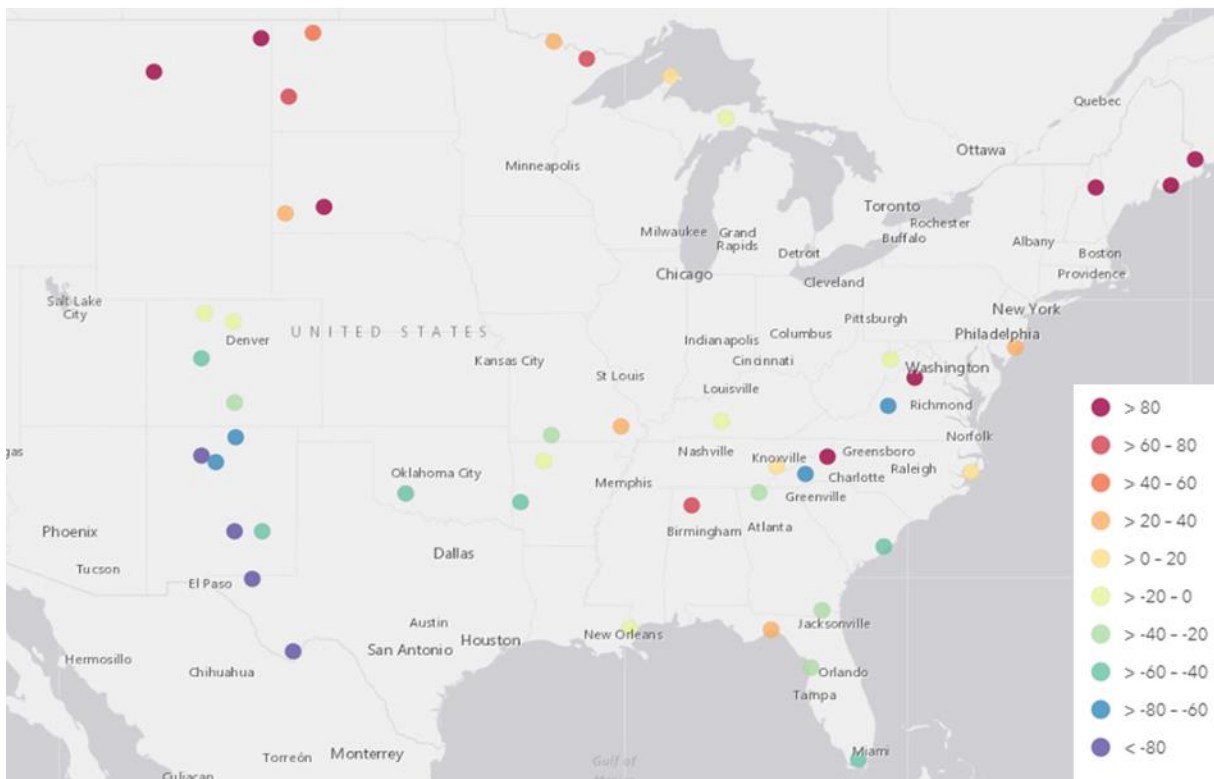 Quebec
Ottawa
Minneapolis
Toronto
Rochester
Milwaukee
Grand
Rapids
Buffalo
Albany
Detroit
Boston
Chicago
Cleveland
Providence
Salt Lake
City
New York
Pittsburgh
UNITED STATES
Denver
Indianapolis
Columbus
Philadelphia
Kansas City
Cincinnati
St Louis
Washington
Louisville
Richmond
Norfolk
gas
Nashville
Knoxville
Greensboro
Oklahoma City
Raleigh
Memphis
Charlotte
Greenville
Phoenix
Birmingham
Atlanta
Dallas
Tucson
El Paso
Austin
Jacksonville
New Orleans
Houston
San Antonio
Hermosillo
Chihuahua
Orlando
Tampa
Miami
Torreón
Monterrey
Gulf of
> 80
> 60 - 80
> 40 - 60
> 20 - 40
> 0 - 20
> -20 - 0
> -40 - -20
> -60 - -40
> -80 - -60
< -80